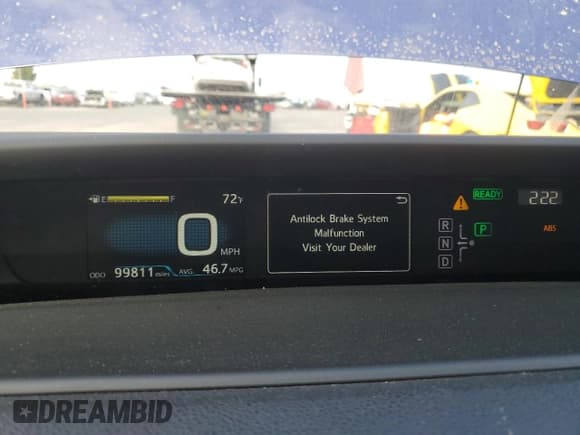 E F 72°F
0 MPH
ODO 99811 miles AVG. 46.7 MPG
Antilock Brake System
Malfunction
Visit Your Dealer
READY 2:22
R
N P ABS
D
DREAMBID